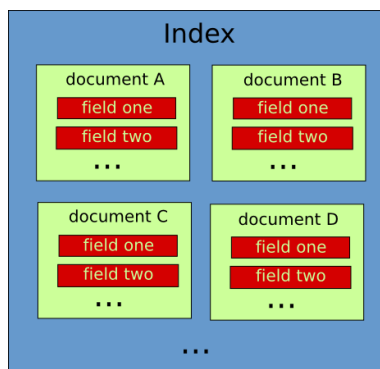 Index
document A
field one
field two
...
document B
field one
field two
...
document C
field one
field two
...
document D
field one
field two
...
...